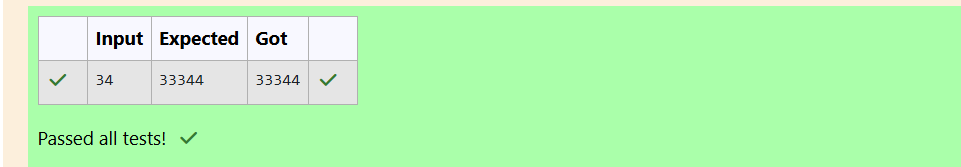 Input Expected Got
34 33344 33344
Passed all tests!